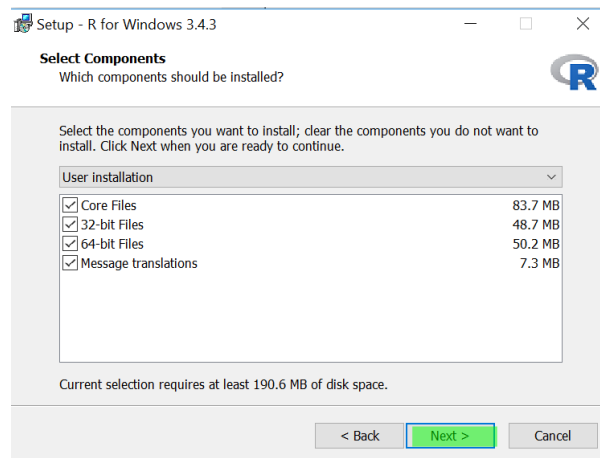 Setup - R for Windows 3.4.3
Select Components
Which components should be installed?
R
Select the components you want to install; clear the components you do not want to
install. Click Next when you are ready to continue.
User installation
Core Files 83.7 MB
32-bit Files 48.7 MB
64-bit Files 50.2 MB
Message translations 7.3 MB
Current selection requires at least 190.6 MB of disk space.
< Back Next > Cancel